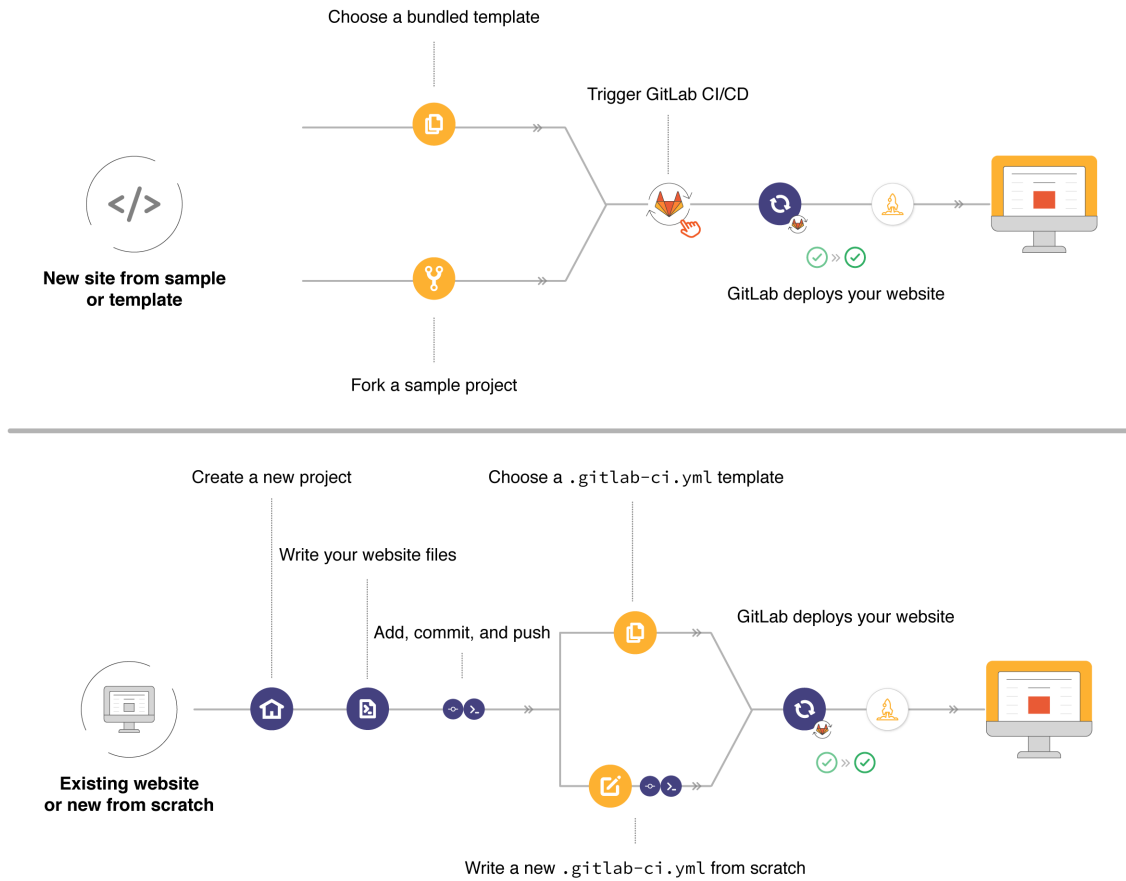 Choose a bundled template
Trigger GitLab CI/CD
</>
New site from sample
or template
GitLab deploys your website
Fork a sample project
Create a new project
Choose a .gitlab-ci.yml template
Write your website files
Add, commit, and push
GitLab deploys your website
Existing website
or new from scratch
Write a new .gitlab-ci.yml from scratch